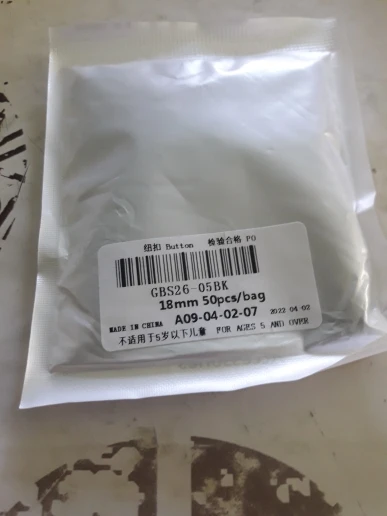 纽扣 Button 检验合格 PO
GBS26-05BK
18mm 50pcs/bag
MADE IN CHINA A09-04-02-07 2022 04-02
不适用于5岁以下儿童 FOR AGES 5 AND OVER